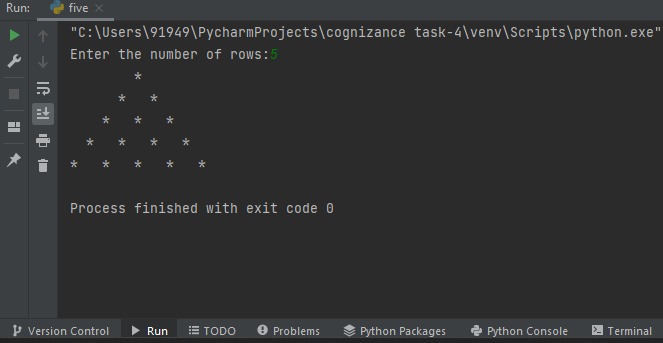 Run: five ×
"C:\Users\91949\PycharmProjects\cognizance task-4\venv\Scripts\python.exe"
Enter the number of rows:5
        *
      *   *
    *   *   *
  *   *   *   *
*   *   *   *   *
Process finished with exit code 0
Version Control Run TODO Problems Python Packages Python Console Terminal